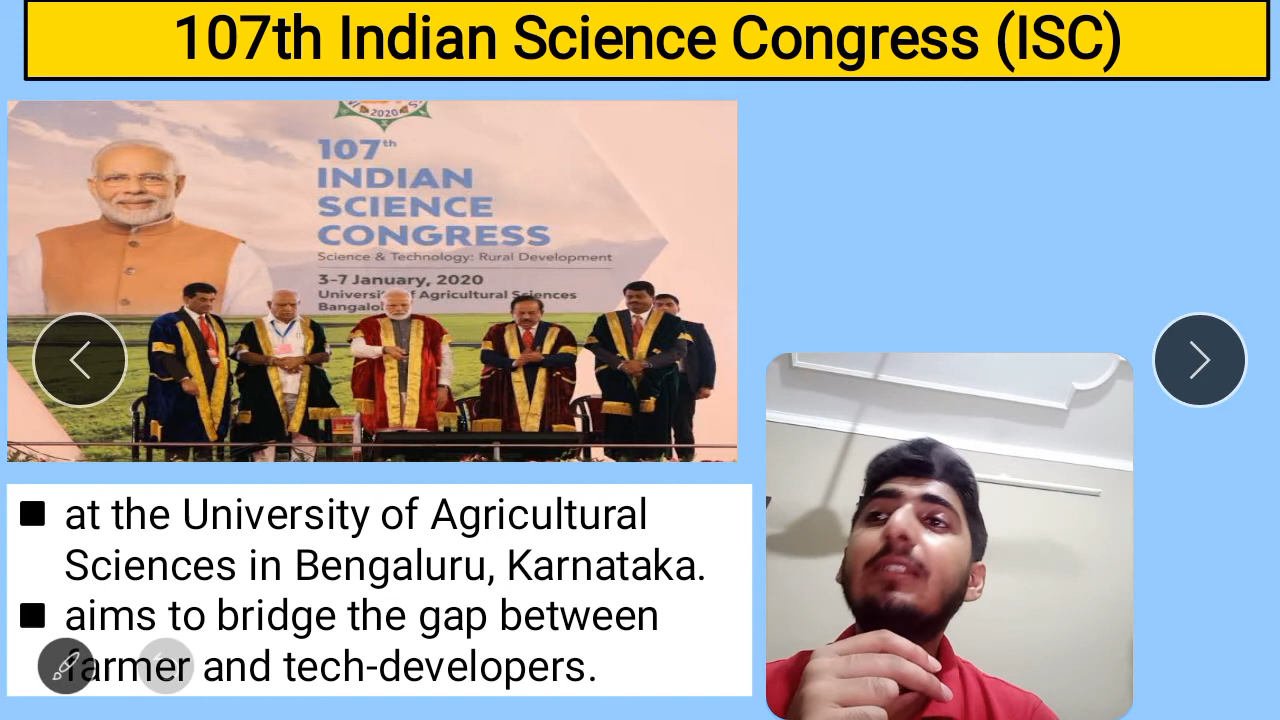 107th Indian Science Congress (ISC)
2020
107th
INDIAN
SCIENCE
CONGRESS
Science & Technology: Rural Development
3-7 January, 2020
of Agricultural Sciences
■ at the University of Agricultural
Sciences in Bengaluru, Karnataka.
■ aims to bridge the gap between
farmer and tech-developers.